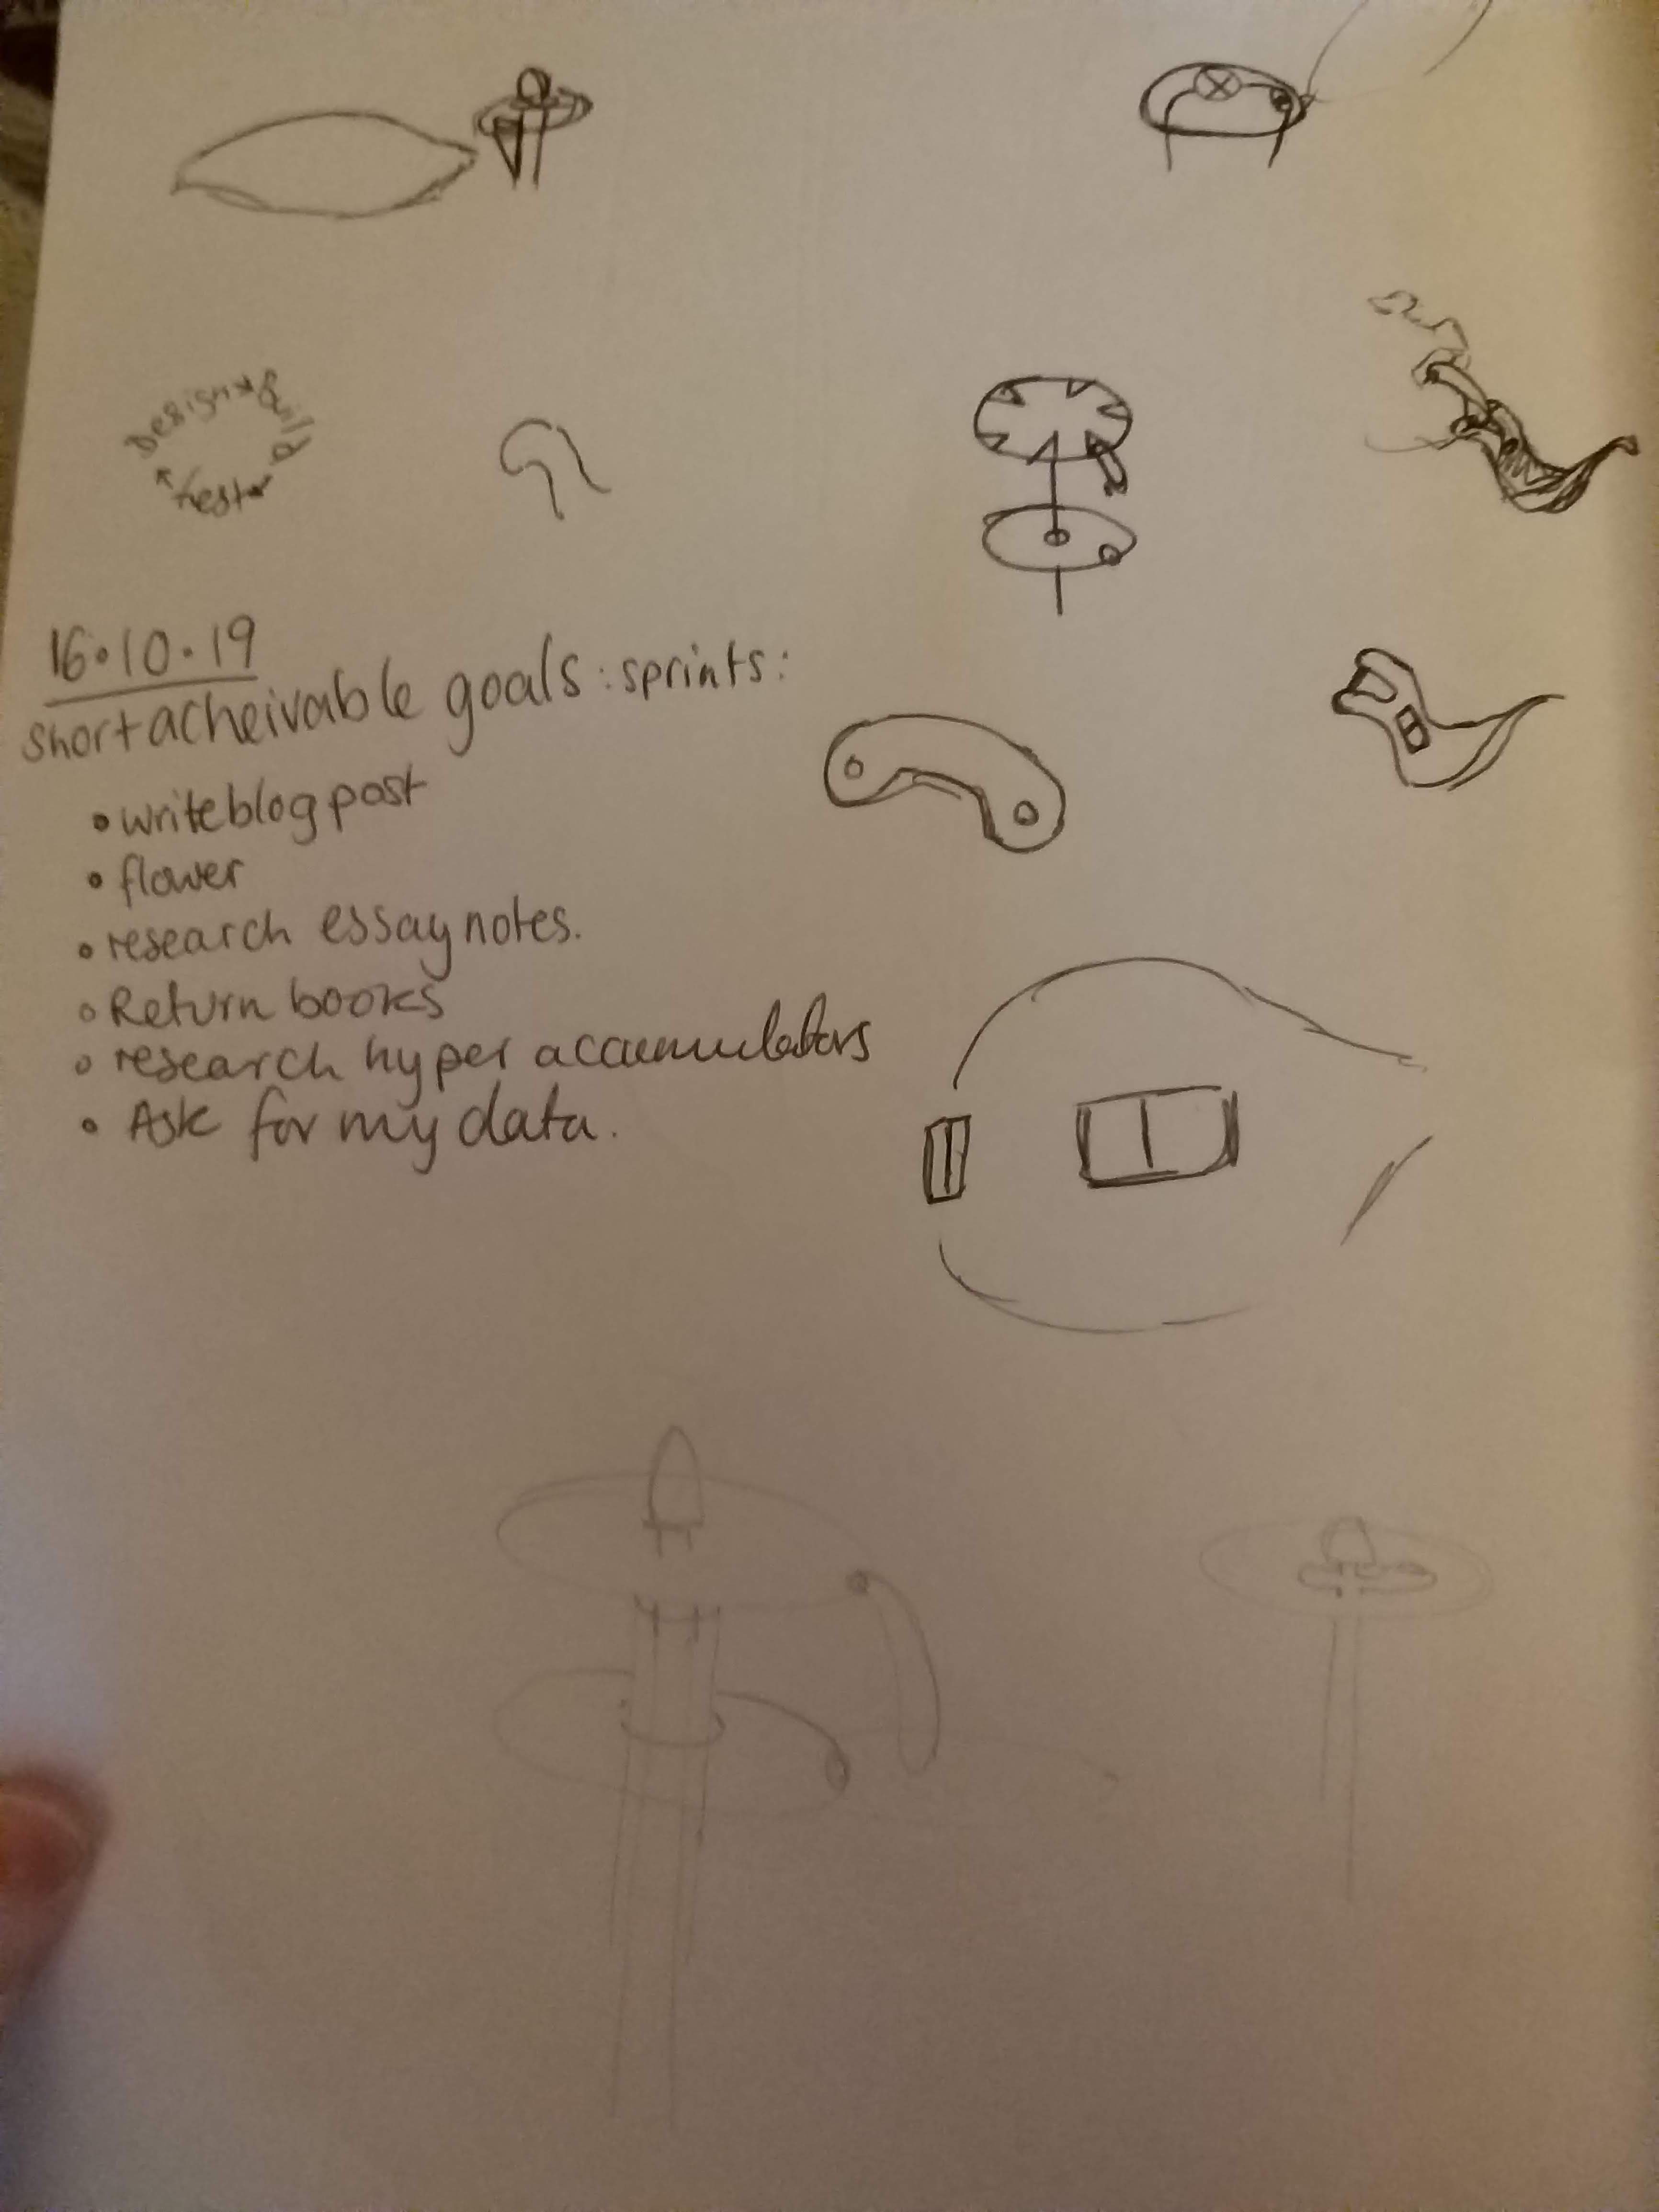 Design
Build
Test
16.10.19
short acheivable goals: sprints:
• write blog post
• flower
• research essay notes.
• Return books
• research hyper accumulators
• Ask for my data.